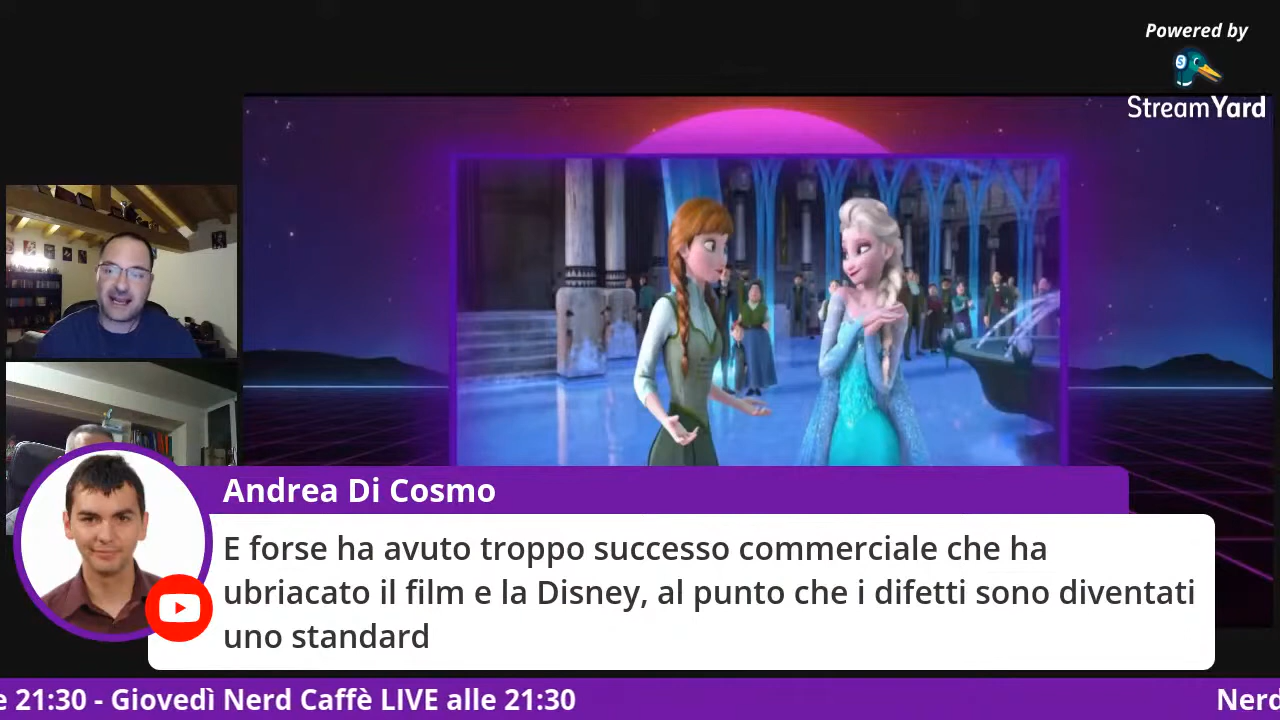 Powered by
StreamYard
Andrea Di Cosmo
E forse ha avuto troppo successo commerciale che ha
ubriacato il film e la Disney, al punto che i difetti sono diventati
uno standard
e 21:30 - Giovedì Nerd Caffè LIVE alle 21:30
Nerd